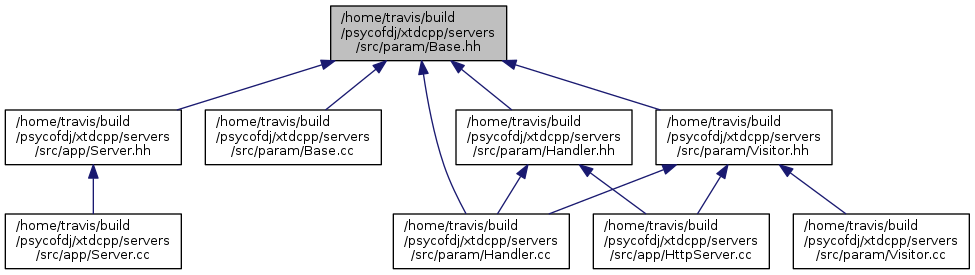 /home/travis/build
/psycofdj/xtdcpp/servers
/src/param/Base.hh
/home/travis/build
/psycofdj/xtdcpp/servers
/src/app/Server.hh
/home/travis/build
/psycofdj/xtdcpp/servers
/src/param/Base.cc
/home/travis/build
/psycofdj/xtdcpp/servers
/src/param/Handler.hh
/home/travis/build
/psycofdj/xtdcpp/servers
/src/param/Visitor.hh
/home/travis/build
/psycofdj/xtdcpp/servers
/src/app/Server.cc
/home/travis/build
/psycofdj/xtdcpp/servers
/src/param/Handler.cc
/home/travis/build
/psycofdj/xtdcpp/servers
/src/app/HttpServer.cc
/home/travis/build
/psycofdj/xtdcpp/servers
/src/param/Visitor.cc